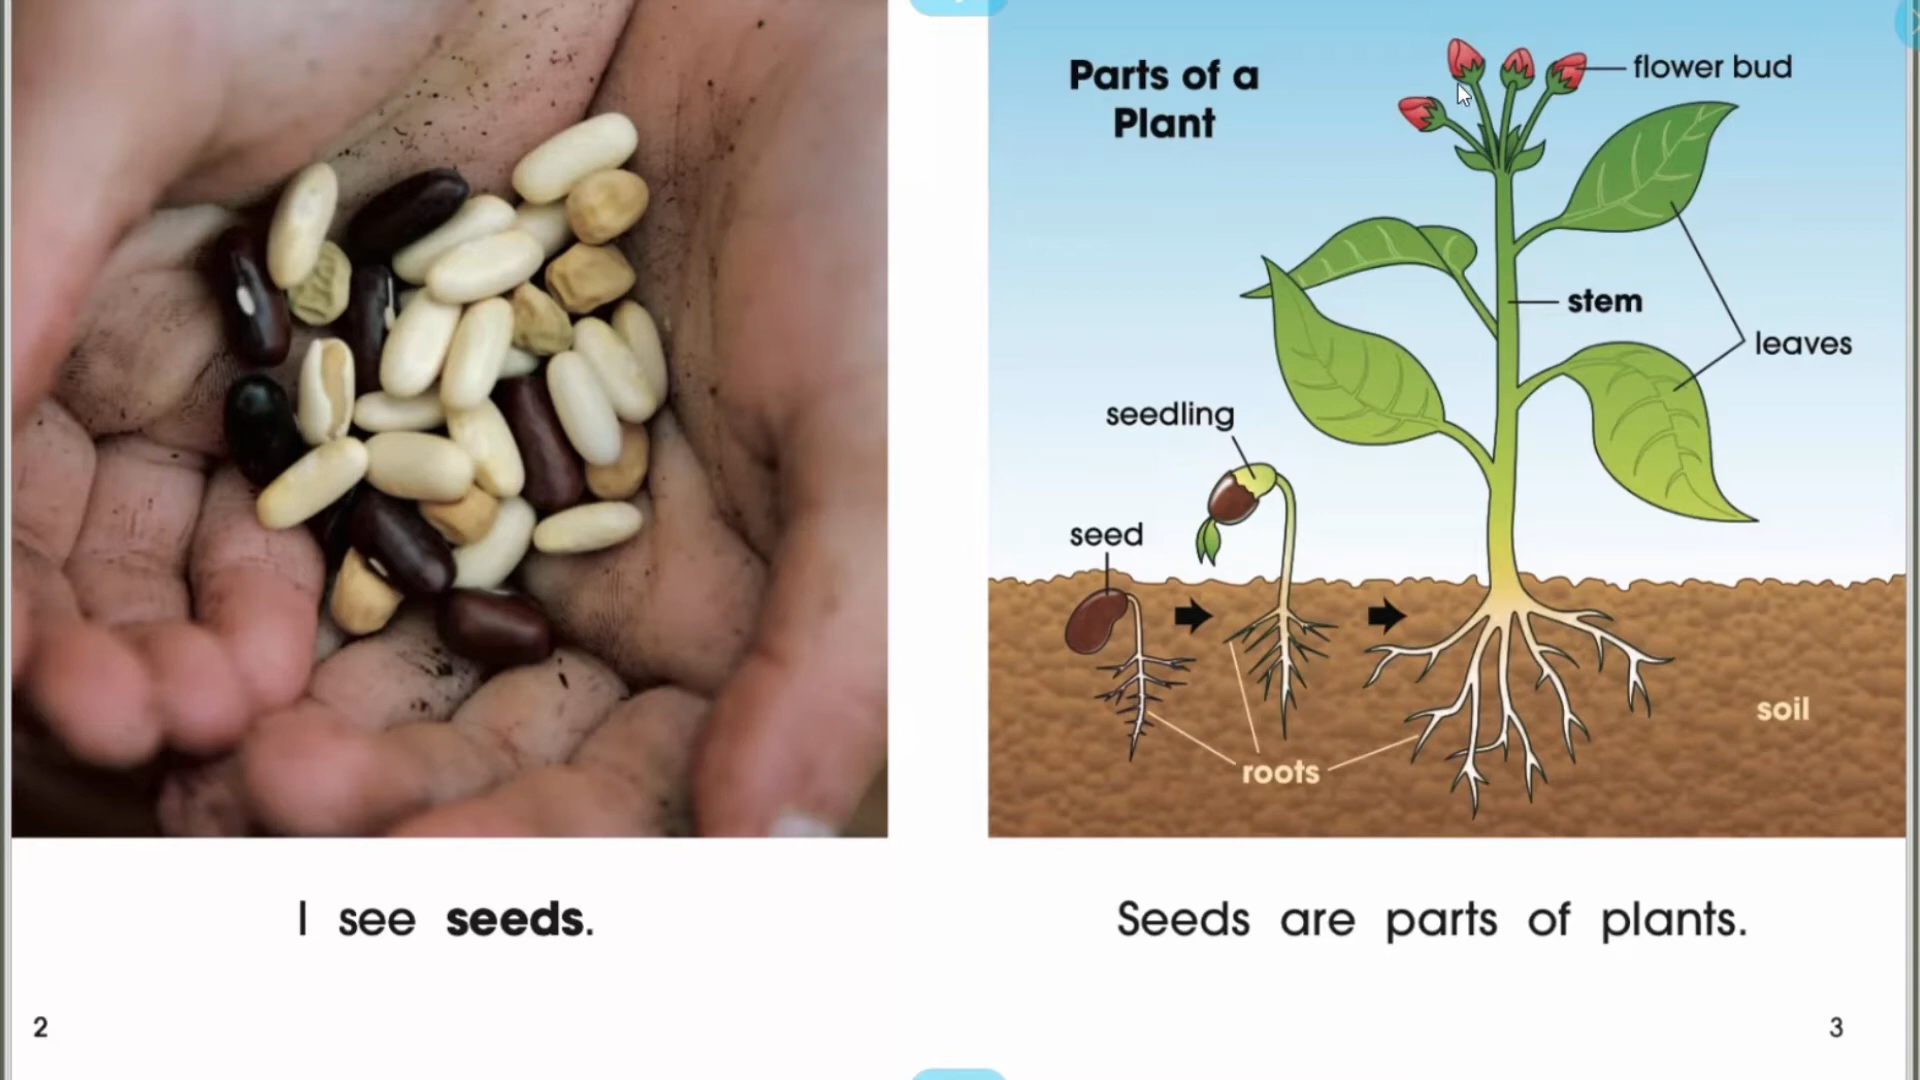 I see seeds.
2
Parts of a
Plant
flower bud
stem
leaves
seedling
seed
soil
roots
Seeds are parts of plants.
3